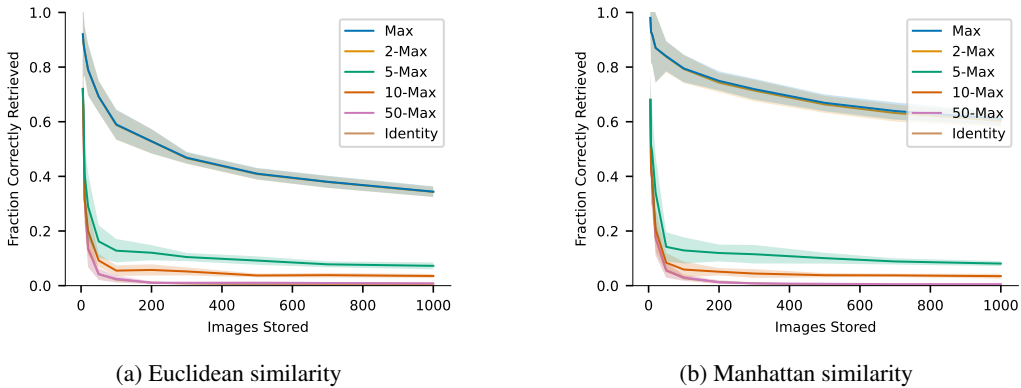 1.0
0.8
0.6
0.4
0.2
0.0
Fraction Correctly Retrieved
0 200 400 600 800 1000
Images Stored
Max
2-Max
5-Max
10-Max
50-Max
Identity
(a) Euclidean similarity
1.0
0.8
0.6
0.4
0.2
0.0
Fraction Correctly Retrieved
0 200 400 600 800 1000
Images Stored
Max
2-Max
5-Max
10-Max
50-Max
Identity
(b) Manhattan similarity